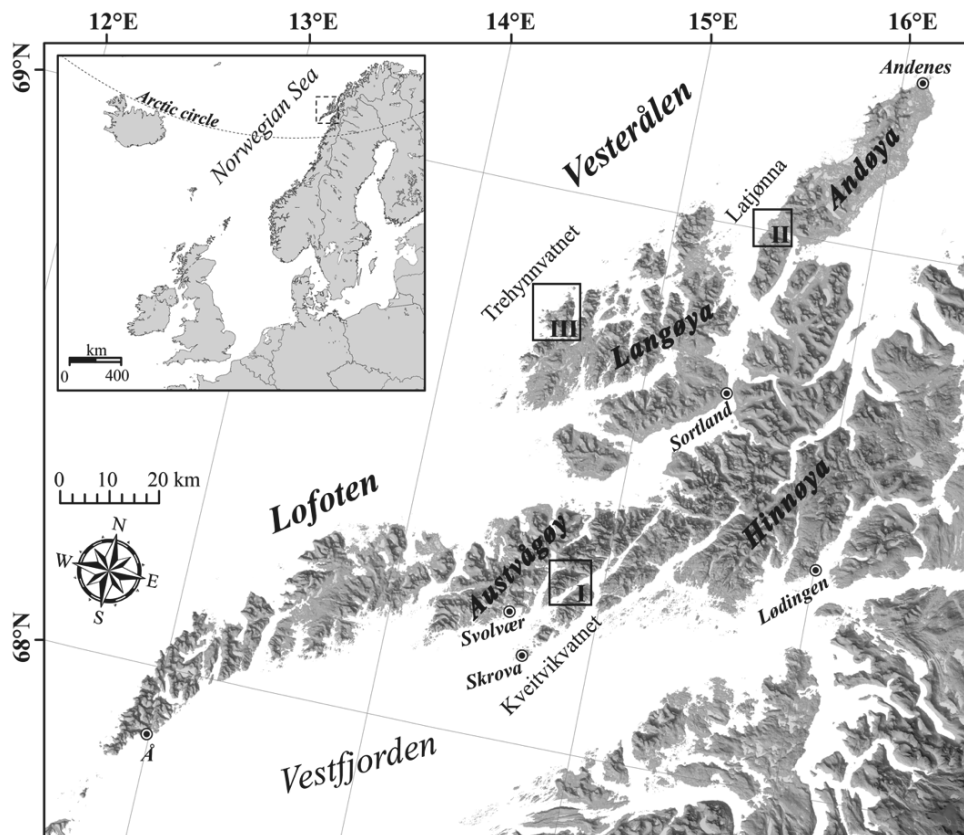 12°E 13°E 14°E 15°E 16°E
69°N
68°N
Arctic circle
Norwegian Sea
km
0 400
0 10 20 km
N
W E
S
Vesterålen
Andenes
Andøya
Latjønna
II
Trehynnvatnet
III
Langøya
Sortland
Lofoten
Hinnøya
Austvågøy
I
Svolvær
Lødingen
Skrova
Kveitvikvatnet
Å
Vestfjorden